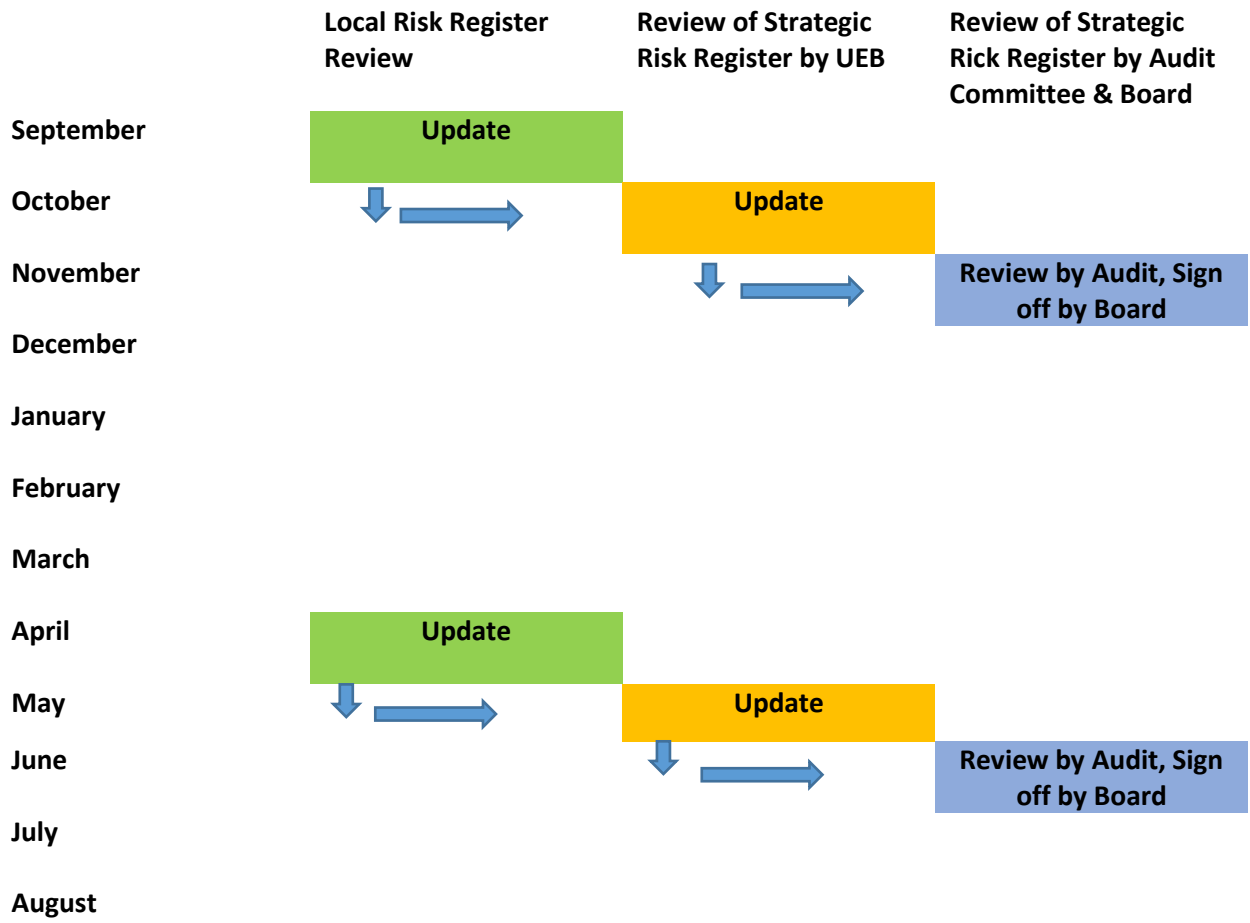 Local Risk Register
Review
Review of Strategic
Risk Register by UEB
Review of Strategic
Rick Register by Audit
Committee & Board
September
Update
October
Update
November
Review by Audit, Sign
off by Board
December
January
February
March
April
Update
May
Update
June
Review by Audit, Sign
off by Board
July
August